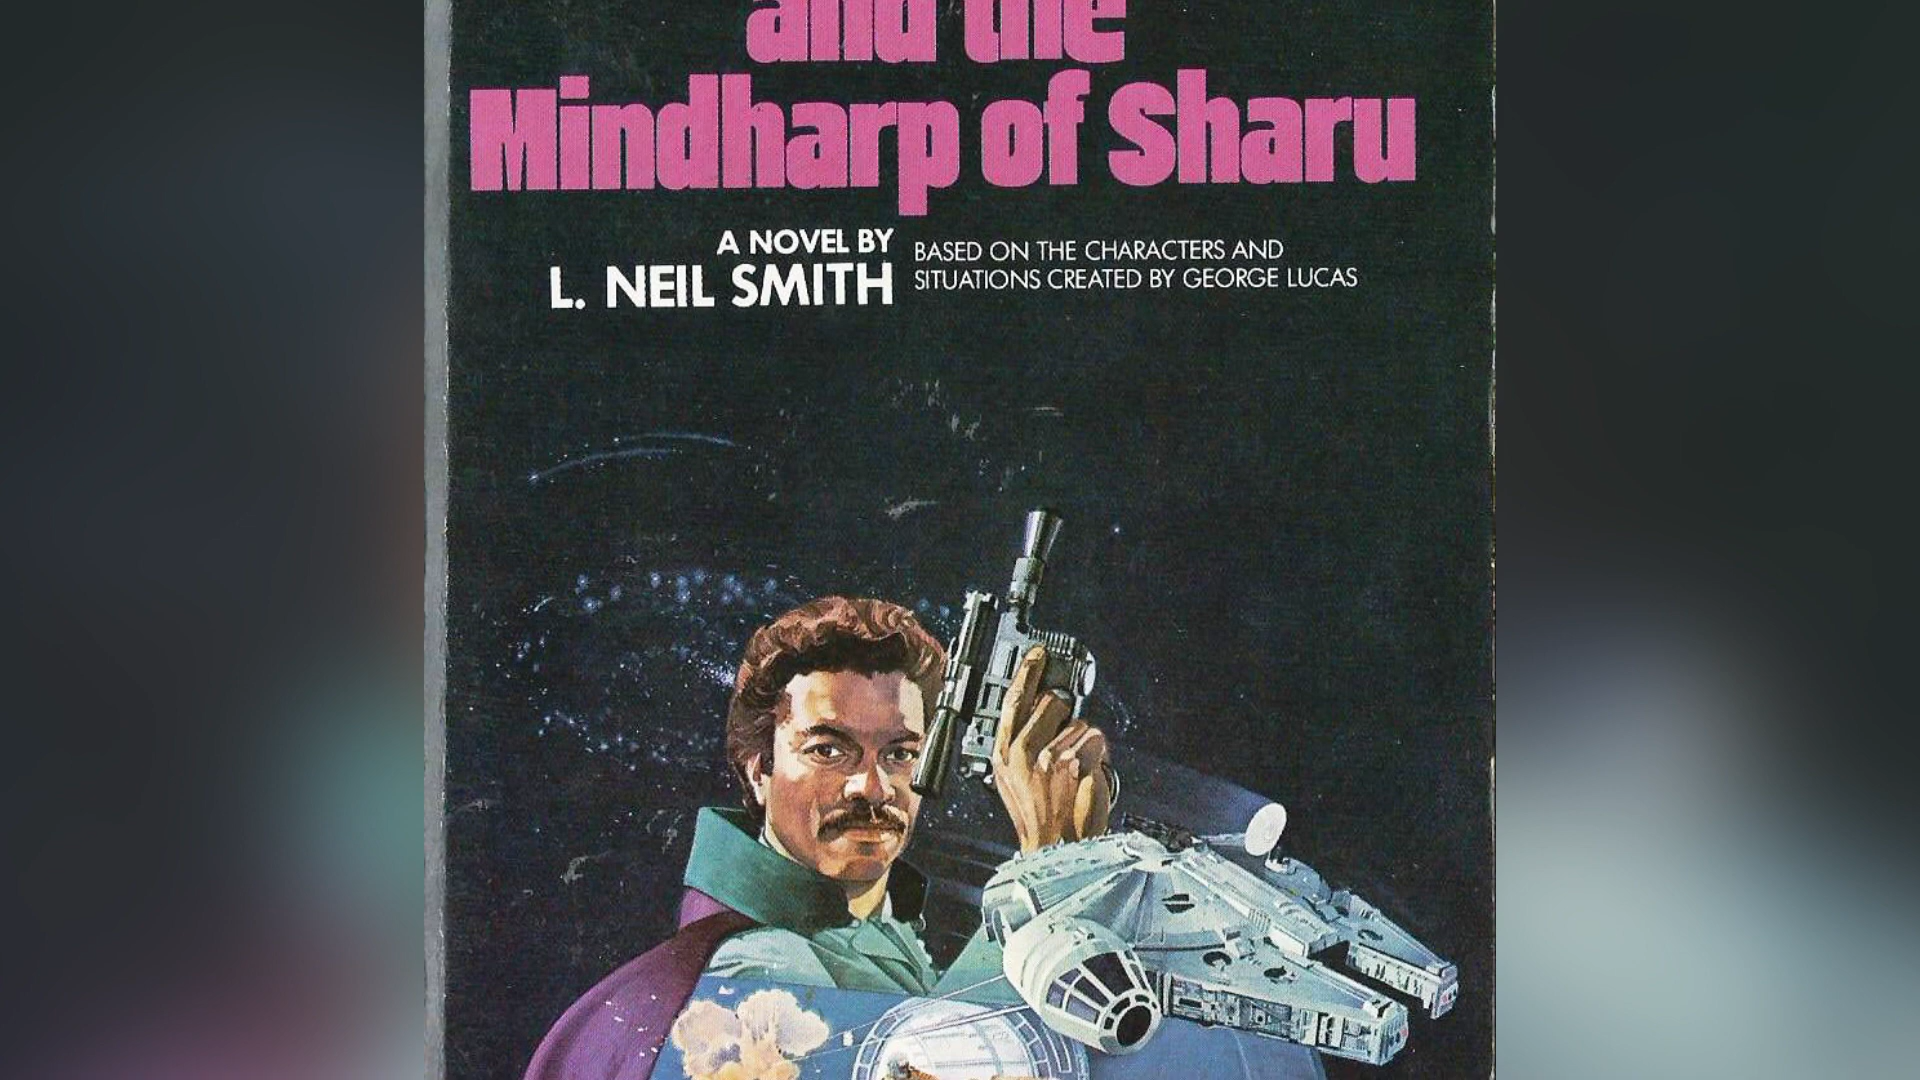 and the
Mindharp of Sharu
A NOVEL BY
L. NEIL SMITH
BASED ON THE CHARACTERS AND
SITUATIONS CREATED BY GEORGE LUCAS